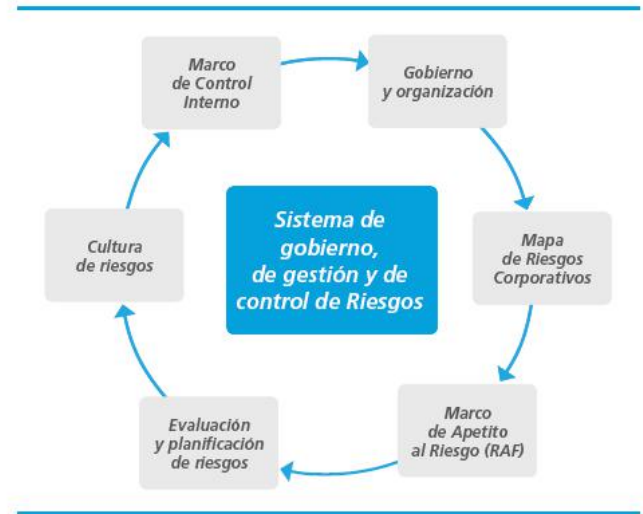 Marco
de Control
Interno
Gobierno
y organización
Mapa
de Riesgos
Corporativos
Marco
de Apetito
al Riesgo (RAF)
Evaluación
y planificación
de riesgos
Cultura
de riesgos
Sistema de
gobierno,
de gestión y de
control de Riesgos